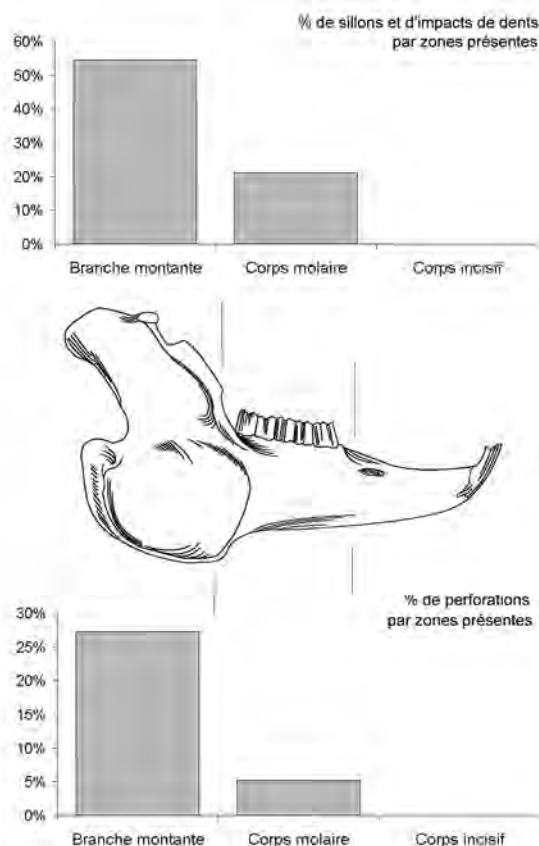 % de sillons et d'impacts de dents
par zones présentes
60%
50%
40%
30%
20%
10%
0%
Branche montante
Corps molaire
Corps incisif
% de perforations
par zones présentes
30%
25%
20%
15%
10%
5%
0%
Branche montante
Corps molaire
Corps incisif